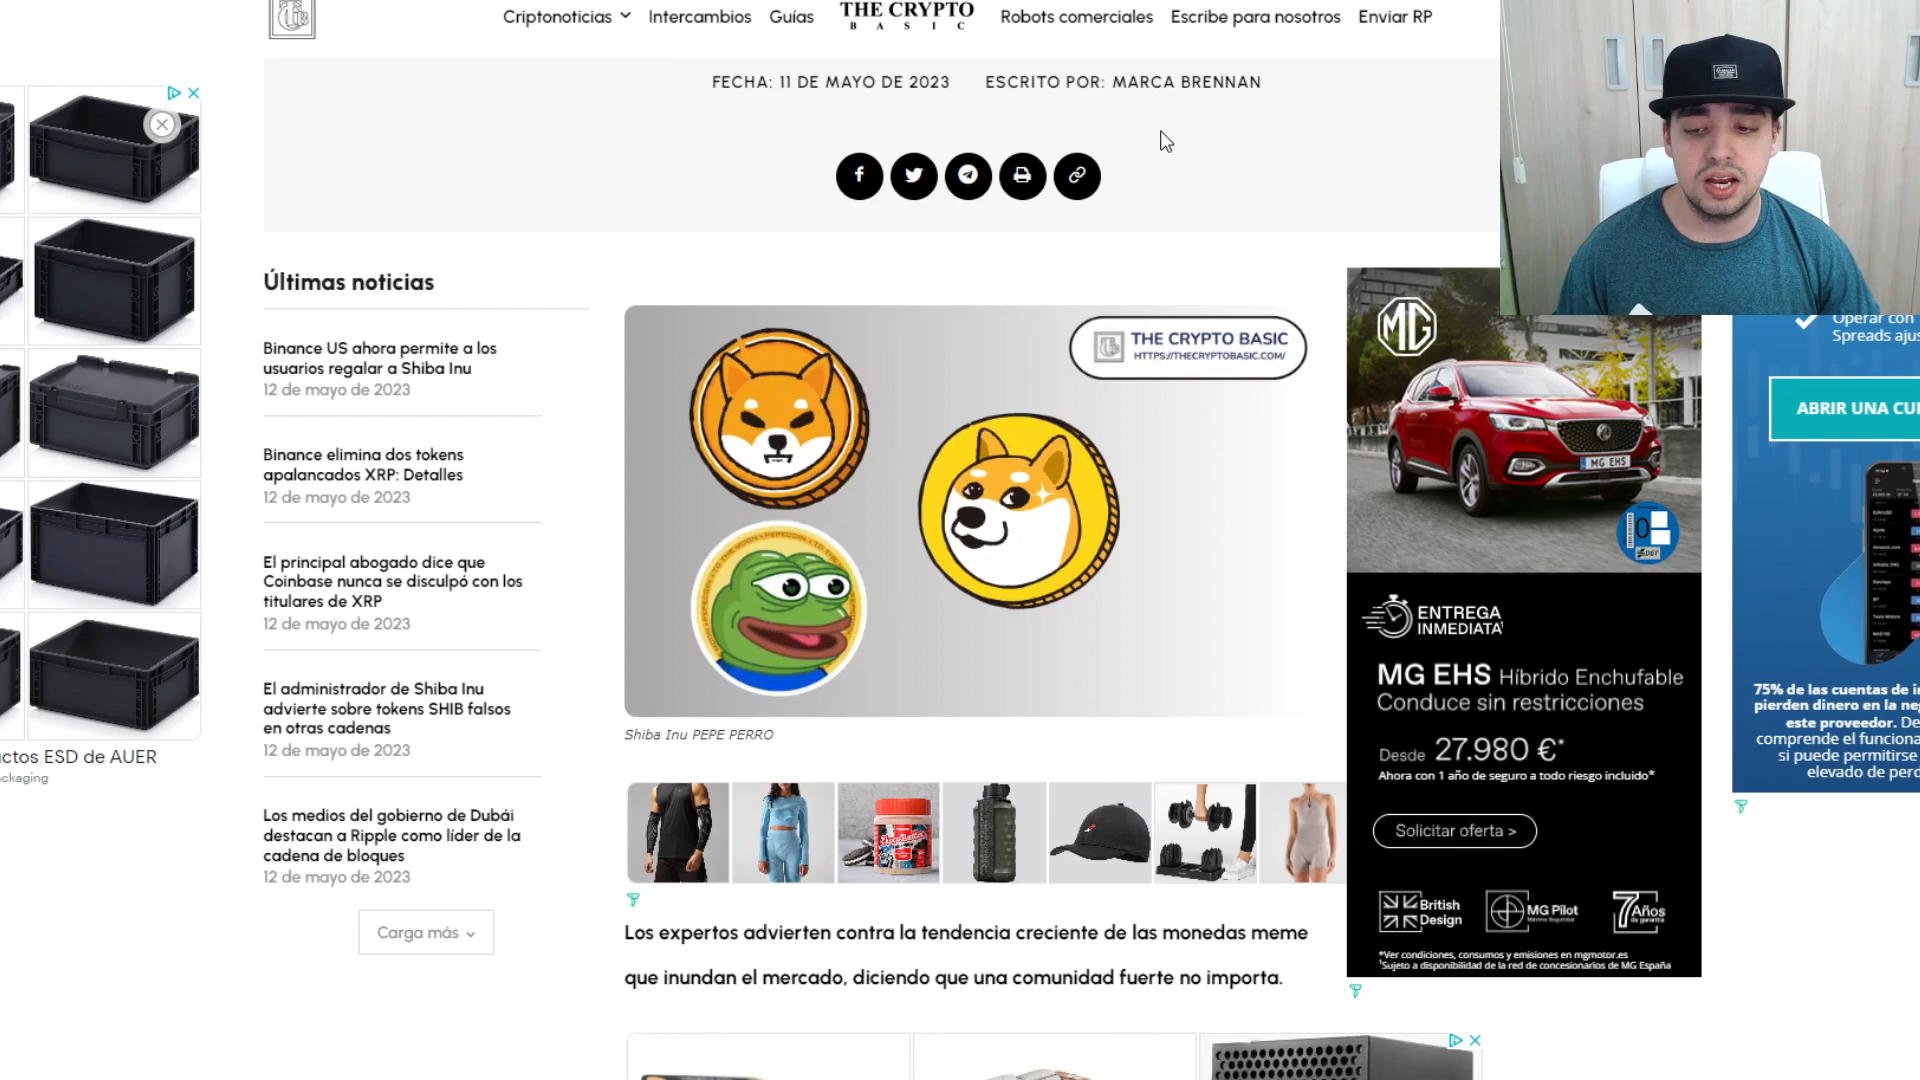 Criptonoticias
Intercambios
Guías
THE CRYPTO
BASIC
Robots comerciales
Escribe para nosotros
Enviar RP
FECHA: 11 DE MAYO DE 2023
ESCRITO POR: MARCA BRENNAN
Últimas noticias
Binance US ahora permite a los
usuarios regalar a Shiba Inu
12 de mayo de 2023
Binance elimina dos tokens
apalancados XRP: Detalles
12 de mayo de 2023
El principal abogado dice que
Coinbase nunca se disculpó con los
titulares de XRP
12 de mayo de 2023
El administrador de Shiba Inu
advierte sobre tokens SHIB falsos
en otras cadenas
12 de mayo de 2023
Los medios del gobierno de Dubái
destacan a Ripple como líder de la
cadena de bloques
12 de mayo de 2023
Carga más
ctos ESD de AUER
ckaging
THE CRYPTO BASIC
HTTPS://THECRYPTOBASIC.COM/
Shiba Inu PEPE PERRO
Los expertos advierten contra la tendencia creciente de las monedas meme
que inundan el mercado, diciendo que una comunidad fuerte no importa.
MG
MG EHS
ENTREGA
INMEDIATA¹
MG EHS Híbrido Enchufable
Conduce sin restricciones
Desde 27.980 €*
Ahora con 1 año de seguro a todo riesgo incluido*
Solicitar oferta >
British
Design
MG Pilot
7 Años
de garantía
*Ver condiciones, consumos y emisiones en mgmotor.es
¹Sujeto a disponibilidad de la red de concesionarios de MG España
Operar con
Spreads ajus
ABRIR UNA CUE
75% de las cuentas de in
pierden dinero en la neg
este proveedor. De
comprende el funciona
si puede permitirse
elevado de perd